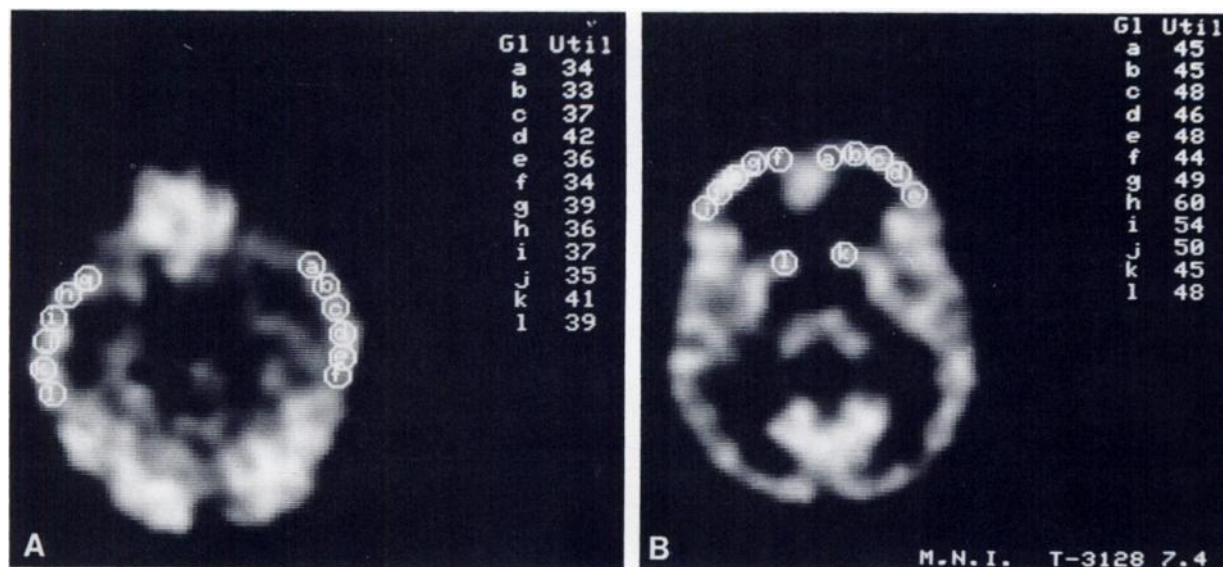 Gl Util
a 34
b 33
c 37
d 42
e 36
f 34
g 39
h 36
i 37
j 35
k 41
l 39
a
b
c
f
g
h
i
l
A
Gl Util
a 45
b 45
c 48
d 46
e 48
f 44
g 49
h 60
i 54
j 50
k 45
l 48
g f a b d
e
l k
B
M.N.I. T-3128 7.4